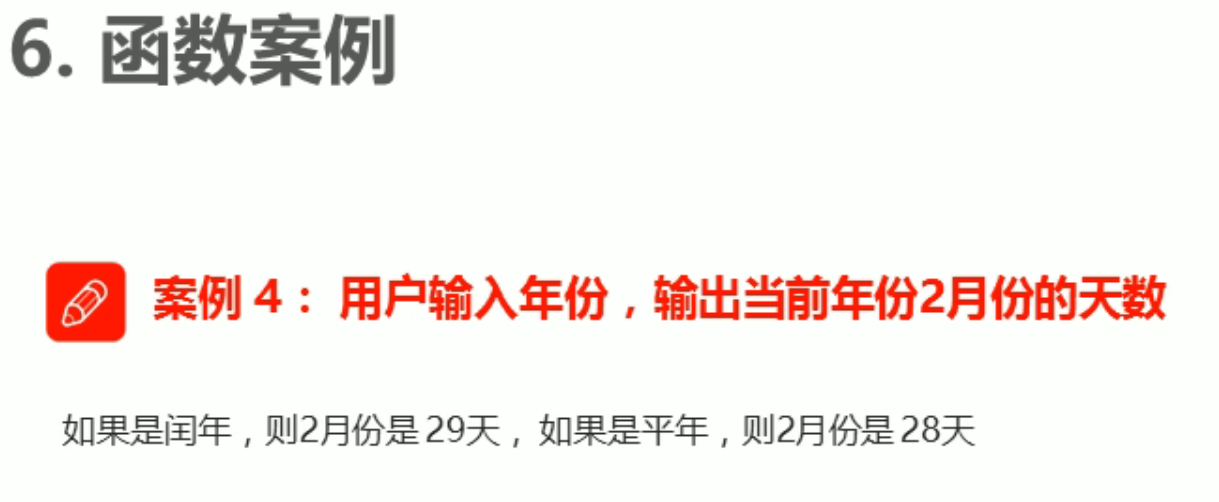 6. 函数案例
案例 4： 用户输入年份，输出当前年份2月份的天数
如果是闰年，则2月份是 29天， 如果是平年，则2月份是 28天